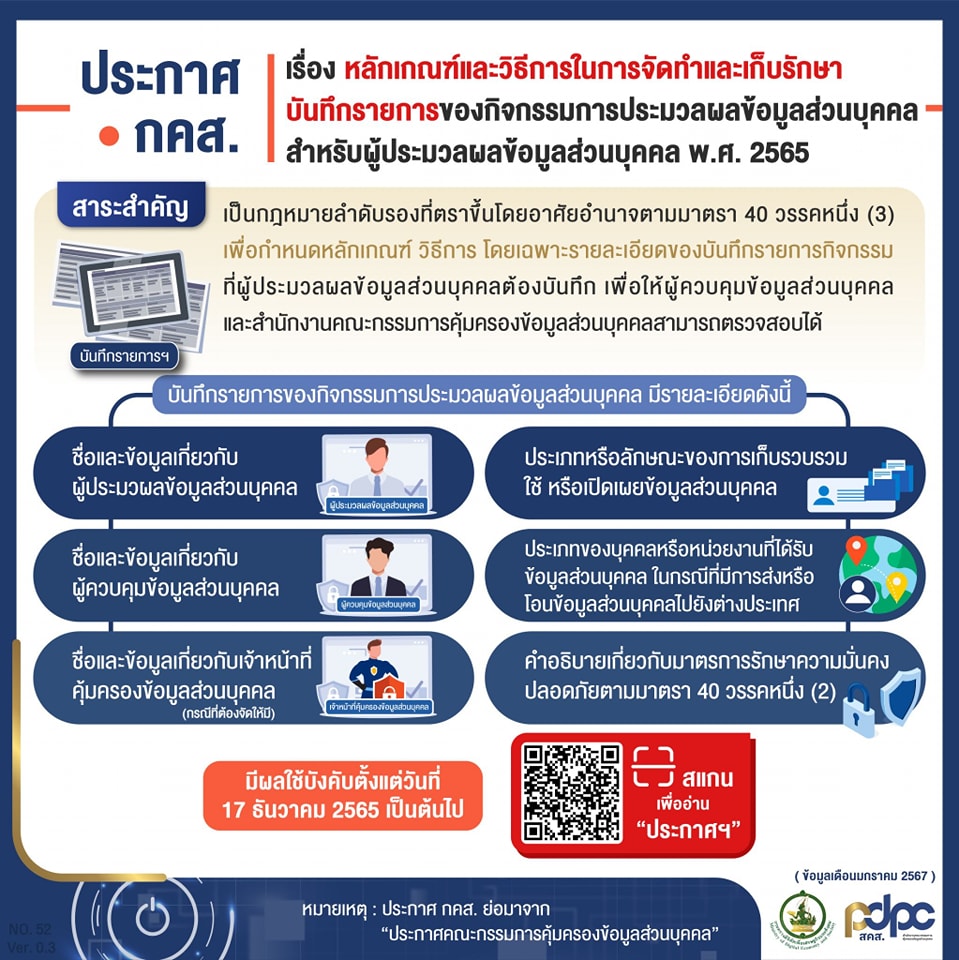 ประกาศ
กคส.
เรื่อง หลักเกณฑ์และวิธีการในการจัดทำและเก็บรักษา
บันทึกรายการของกิจกรรมการประมวลผลข้อมูลส่วนบุคคล
สำหรับผู้ประมวลผลข้อมูลส่วนบุคคล พ.ศ. 2565
สาระสำคัญ
เป็นกฎหมายลำดับรองที่ตราขึ้นโดยอาศัยอำนาจตามมาตรา 40 วรรคหนึ่ง (3)
เพื่อกำหนดหลักเกณฑ์ วิธีการ โดยเฉพาะรายละเอียดของบันทึกรายการกิจกรรม
ที่ผู้ประมวลผลข้อมูลส่วนบุคคลต้องบันทึก เพื่อให้ผู้ควบคุมข้อมูลส่วนบุคคล
และสำนักงานคณะกรรมการคุ้มครองข้อมูลส่วนบุคคลสามารถตรวจสอบได้
บันทึกรายการฯ
บันทึกรายการของกิจกรรมการประมวลผลข้อมูลส่วนบุคคล มีรายละเอียดดังนี้
ชื่อและข้อมูลเกี่ยวกับ
ผู้ประมวผลข้อมูลส่วนบุคคล
ผู้ประมวลผลข้อมูลส่วนบุคคล
ชื่อและข้อมูลเกี่ยวกับ
ผู้ควบคุมข้อมูลส่วนบุคคล
ผู้ควบคุมข้อมูลส่วนบุคคล
ชื่อและข้อมูลเกี่ยวกับเจ้าหน้าที่
คุ้มครองข้อมูลส่วนบุคคล
(กรณีที่ต้องจัดให้มี)
เจ้าหน้าที่คุ้มครองข้อมูลส่วนบุคคล
ประเภทหรือลักษณะของการเก็บรวบรวม
ใช้ หรือเปิดเผยข้อมูลส่วนบุคคล
ประเภทของบุคคลหรือหน่วยงานที่ได้รับ
ข้อมูลส่วนบุคคล ในกรณีที่มีการส่งหรือ
โอนข้อมูลส่วนบุคคลไปยังต่างประเทศ
คำอธิบายเกี่ยวกับมาตรการรักษาความมั่นคง
ปลอดภัยตามมาตรา 40 วรรคหนึ่ง (2)
มีผลใช้บังคับตั้งแต่วันที่
17 ธันวาคม 2565 เป็นต้นไป
สแกน
เพื่ออ่าน
“ประกาศฯ”
( ข้อมูลเดือนมกราคม 2567 )
หมายเหตุ : ประกาศ กคส. ย่อมาจาก
“ประกาศคณะกรรมการคุ้มครองข้อมูลส่วนบุคคล”
NO. 52
Ver. 0.3
pdpc
สคส.